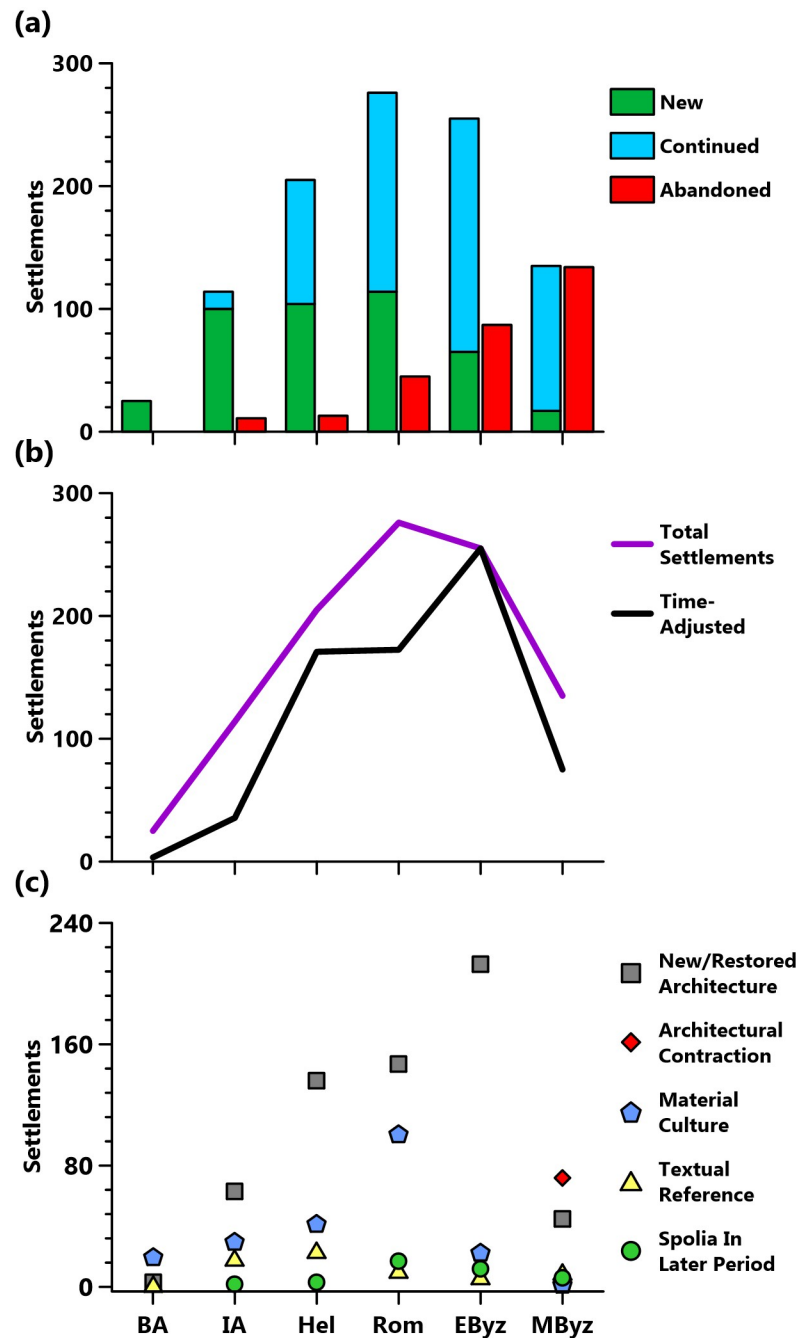 (a)
300
200
100
0
Settlements
New
Continued
Abandoned
(b)
300
200
100
0
Settlements
Total
Settlements
Time-
Adjusted
(c)
240
160
80
0
Settlements
New/Restored
Architecture
Architectural
Contraction
Material
Culture
Textual
Reference
Spolia In
Later Period
BA IA Hel Rom EByz MByz